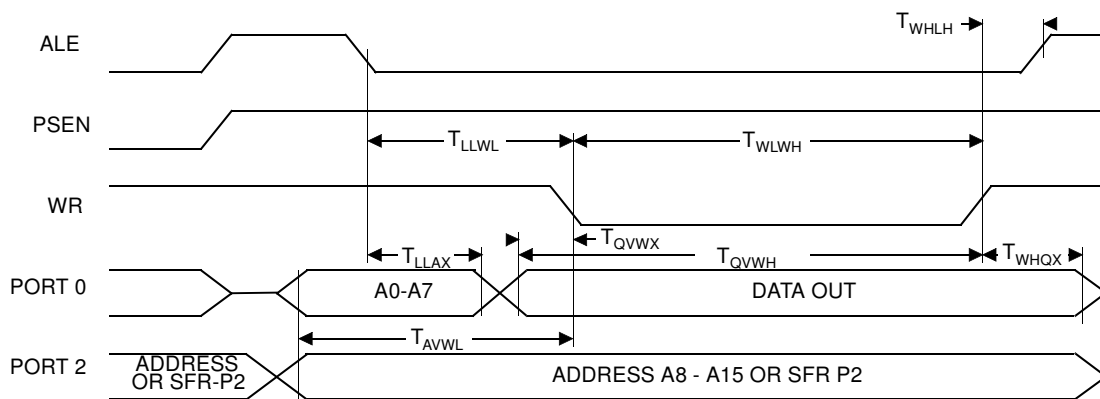 ALE
T_WHLH
PSEN
T_LLWL
T_WLWH
WR
T_QVWX
T_LLAX
T_QVWH
T_WHQX
PORT 0
A0-A7
DATA OUT
T_AVWL
PORT 2
ADDRESS
OR SFR-P2
ADDRESS A8 - A15 OR SFR P2